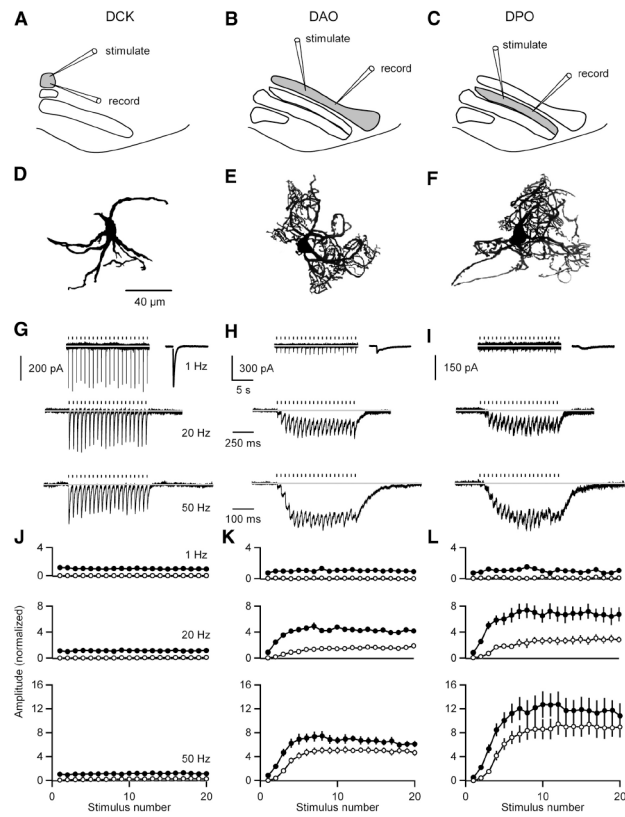 A DCK B DAO C DPO
stimulate
record
stimulate
record
stimulate
record
D E F
40 µm
G H I
200 pA 1 Hz 300 pA 150 pA
5 s
20 Hz 250 ms
50 Hz 100 ms
J K L
4 4 4
1 Hz
0 0 0
8 8 8
20 Hz
4 4 4
0 0 0
16 16 16
12 12 12
8 8 8
50 Hz
4 4 4
0 0 0
0 10 20 0 10 20 0 10 20
Stimulus number Stimulus number Stimulus number
Amplitude (normalized)